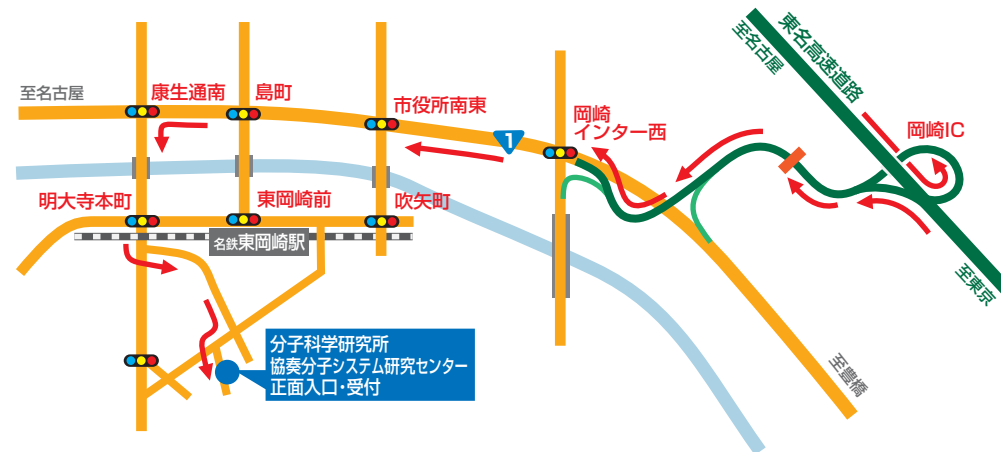 至名古屋
康生通南
島町
市役所南東
1
岡崎
インター西
至名古屋
東名高速道路
岡崎IC
明大寺本町
東岡崎前
吹矢町
名鉄東岡崎駅
至東京
分子科学研究所
協奏分子システム研究センター
正面入口・受付
至豊橋